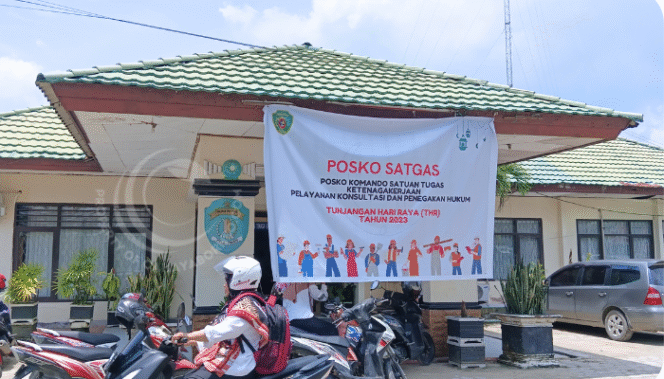 POSKO SATGAS
POSKO KOMANDO SATUAN TUGAS
KETENAGAKERJAAN
PELAYANAN KONSULTASI DAN PENEGAKAN HUKUM
TUNJANGAN HARI RAYA (THR)
TAHUN 2023